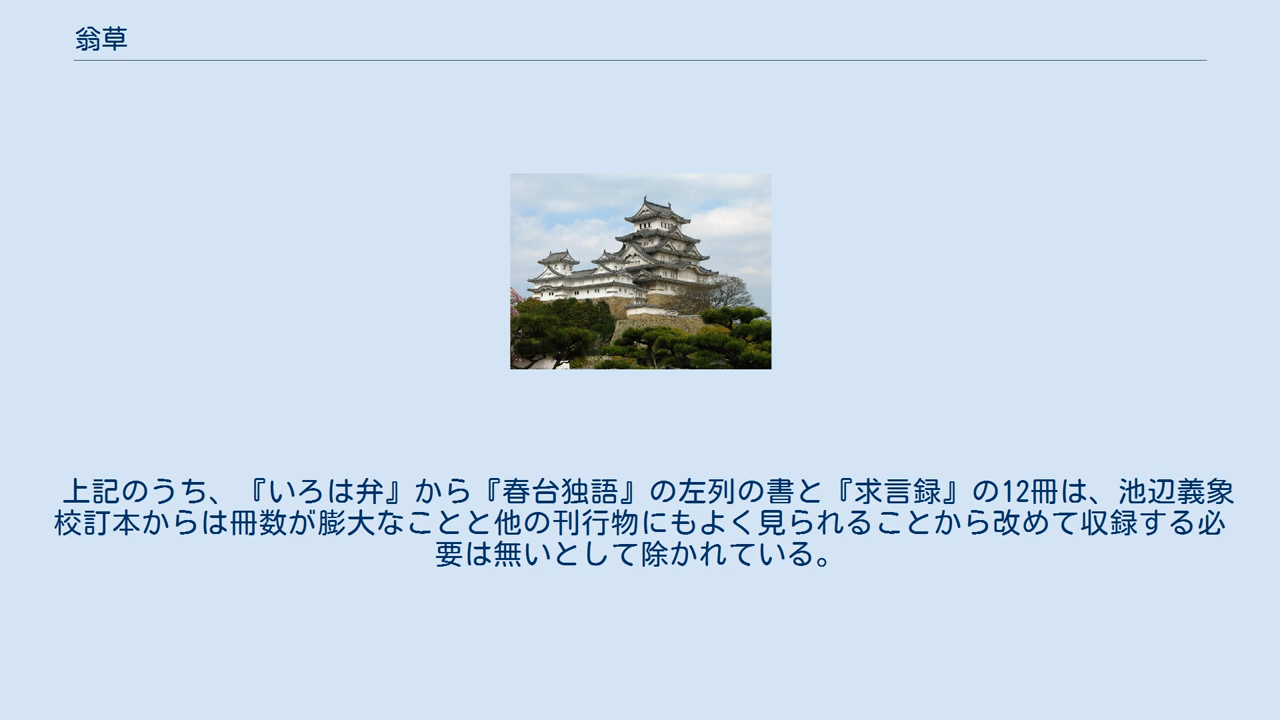 翁草
上記のうち、『いろは弁』から『春台独語』の左列の書と『求言録』の12冊は、池辺義象
校訂本からは冊数が膨大なことと他の刊行物にもよく見られることから改めて収録する必
要は無いとして除かれている。